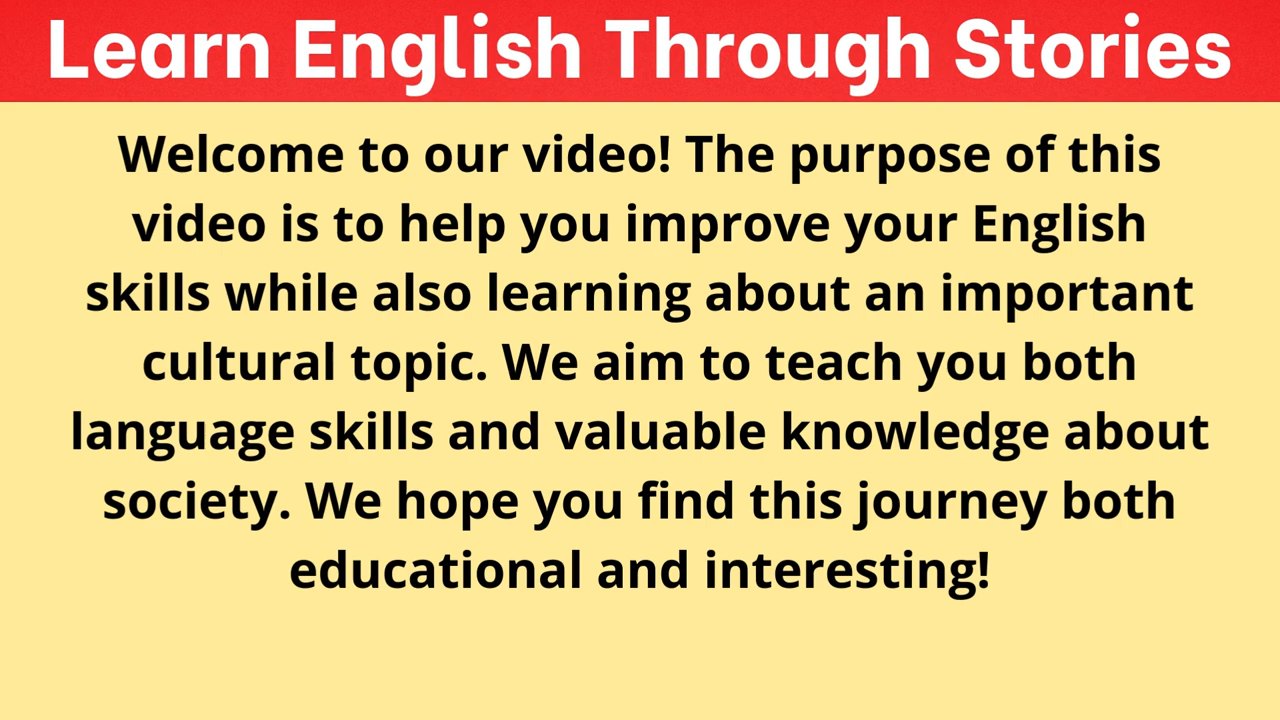 Learn English Through Stories
Welcome to our video! The purpose of this
video is to help you improve your English
skills while also learning about an important
cultural topic. We aim to teach you both
language skills and valuable knowledge about
society. We hope you find this journey both
educational and interesting!